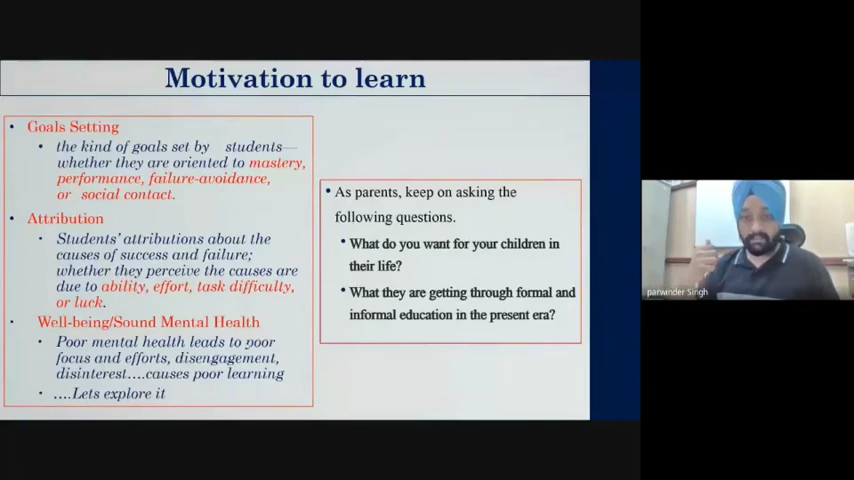 Motivation to learn
• Goals Setting
• the kind of goals set by students—
whether they are oriented to mastery,
performance, failure-avoidance,
or social contact.
• Attribution
• Students' attributions about the
causes of success and failure;
whether they perceive the causes are
due to ability, effort, task difficulty,
or luck.
• Well-being/Sound Mental Health
• Poor mental health leads to poor
focus and efforts, disengagement,
disinterest….causes poor learning
• ….Lets explore it
• As parents, keep on asking the
following questions.
• What do you want for your children in
their life?
• What they are getting through formal and
informal education in the present era?
parwinder Singh